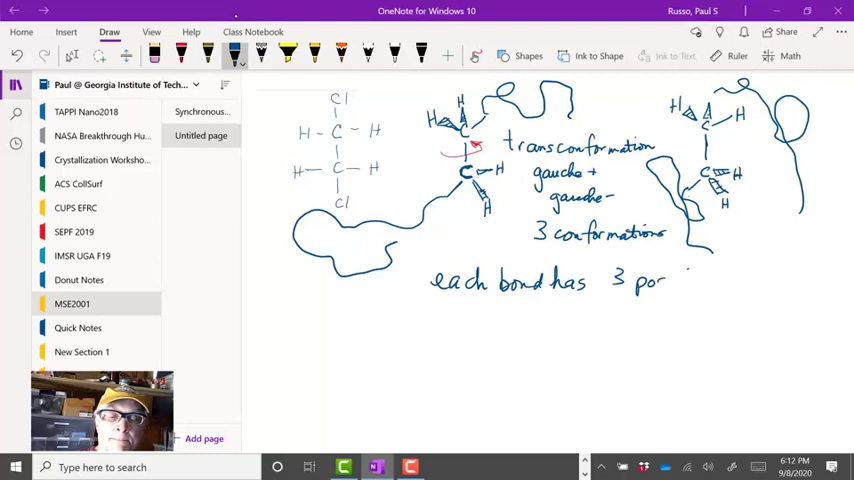 OneNote for Windows 10
Russo, Paul S
Home Insert Draw View Help Class Notebook
Share
Shapes Ink to Shape Ink to Text Ruler Math
Paul @ Georgia Institute of Tech...
TAPPI Nano2018
NASA Breakthrough Hu...
Crystallization Worksho...
ACS CollSurf
CUPS EFRC
SEPF 2019
IMSR UGA F19
Donut Notes
MSE2001
Quick Notes
New Section 1
Add page
Synchronous...
Untitled page
Cl
H - C - H
H - C - H
Cl
H
H C
C H
H
H C H
C H
H
trans conformation
gauche +
gauche -
3 conformations
each bond has 3 po
Type here to search
6:12 PM
9/8/2020